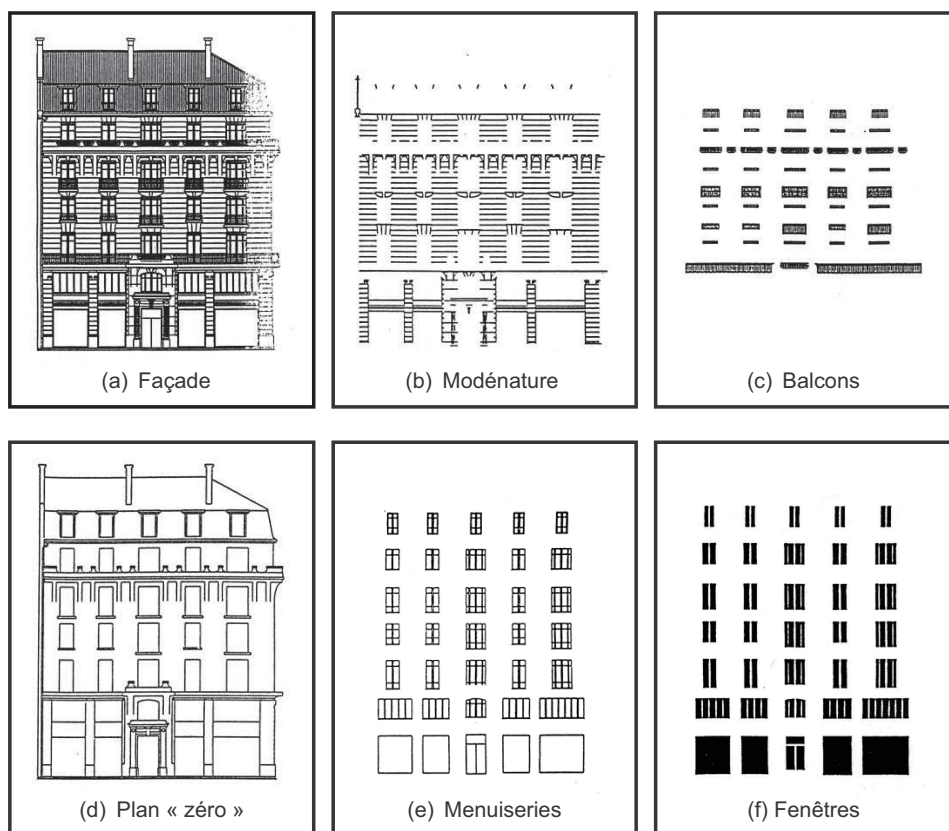 (a) Façade
(b) Modénature
(c) Balcons
(d) Plan « zéro »
(e) Menuiseries
(f) Fenêtres